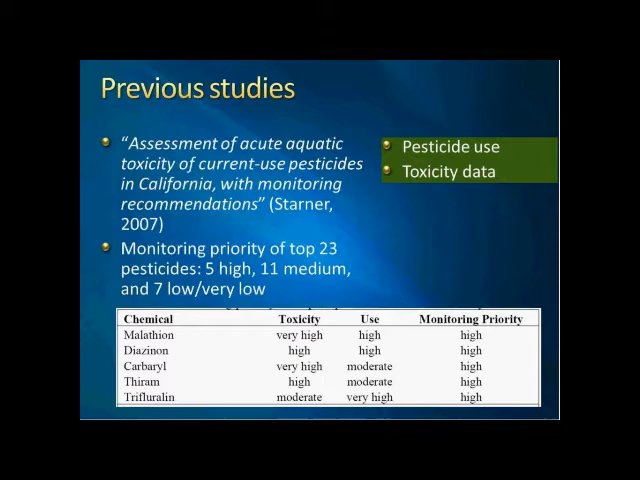 Previous studies
"Assessment of acute aquatic
toxicity of current-use pesticides
in California, with monitoring
recommendations" (Starner,
2007)
Monitoring priority of top 23
pesticides: 5 high, 11 medium,
and 7 low/very low
Pesticide use
Toxicity data
Chemical Toxicity Use Monitoring Priority
Malathion very high high high
Diazinon high high high
Carbaryl very high moderate high
Thiram high moderate high
Trifluralin moderate very high high